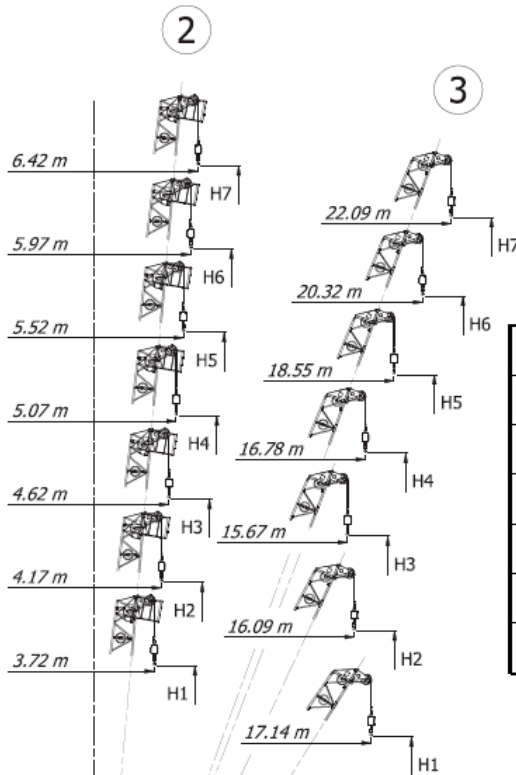 2
6.42 m
H7
5.97 m
H6
5.52 m
H5
5.07 m
H4
4.62 m
H3
4.17 m
H2
3.72 m
H1
3
22.09 m
H7
20.32 m
H6
18.55 m
H5
16.78 m
H4
15.67 m
H3
16.09 m
H2
17.14 m
H1